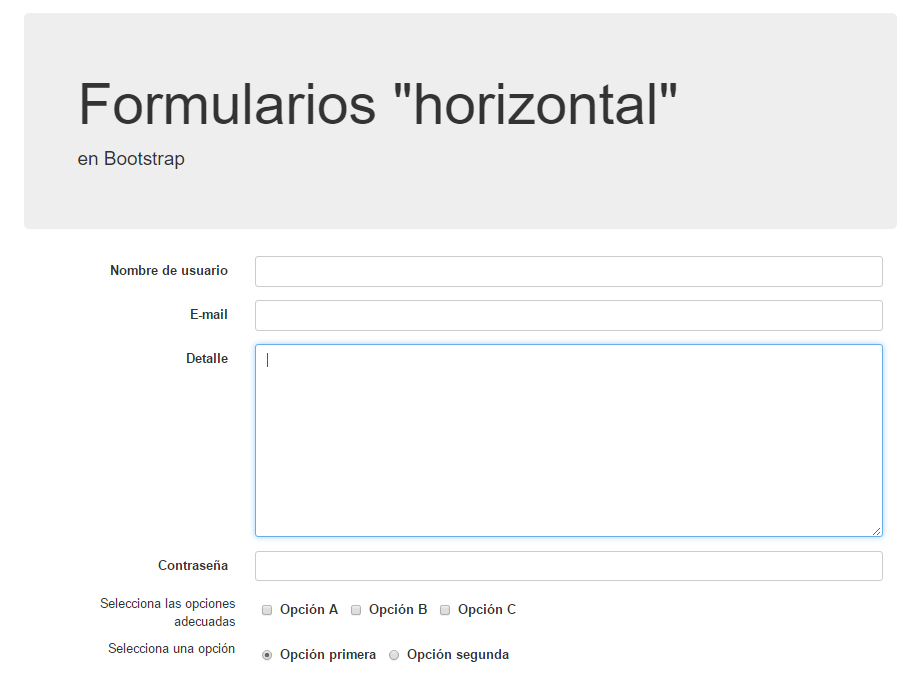 Formularios "horizontal"
en Bootstrap
Nombre de usuario
E-mail
Detalle
Contraseña
Selecciona las opciones
adecuadas
Opción A Opción B Opción C
Selecciona una opción
Opción primera Opción segunda